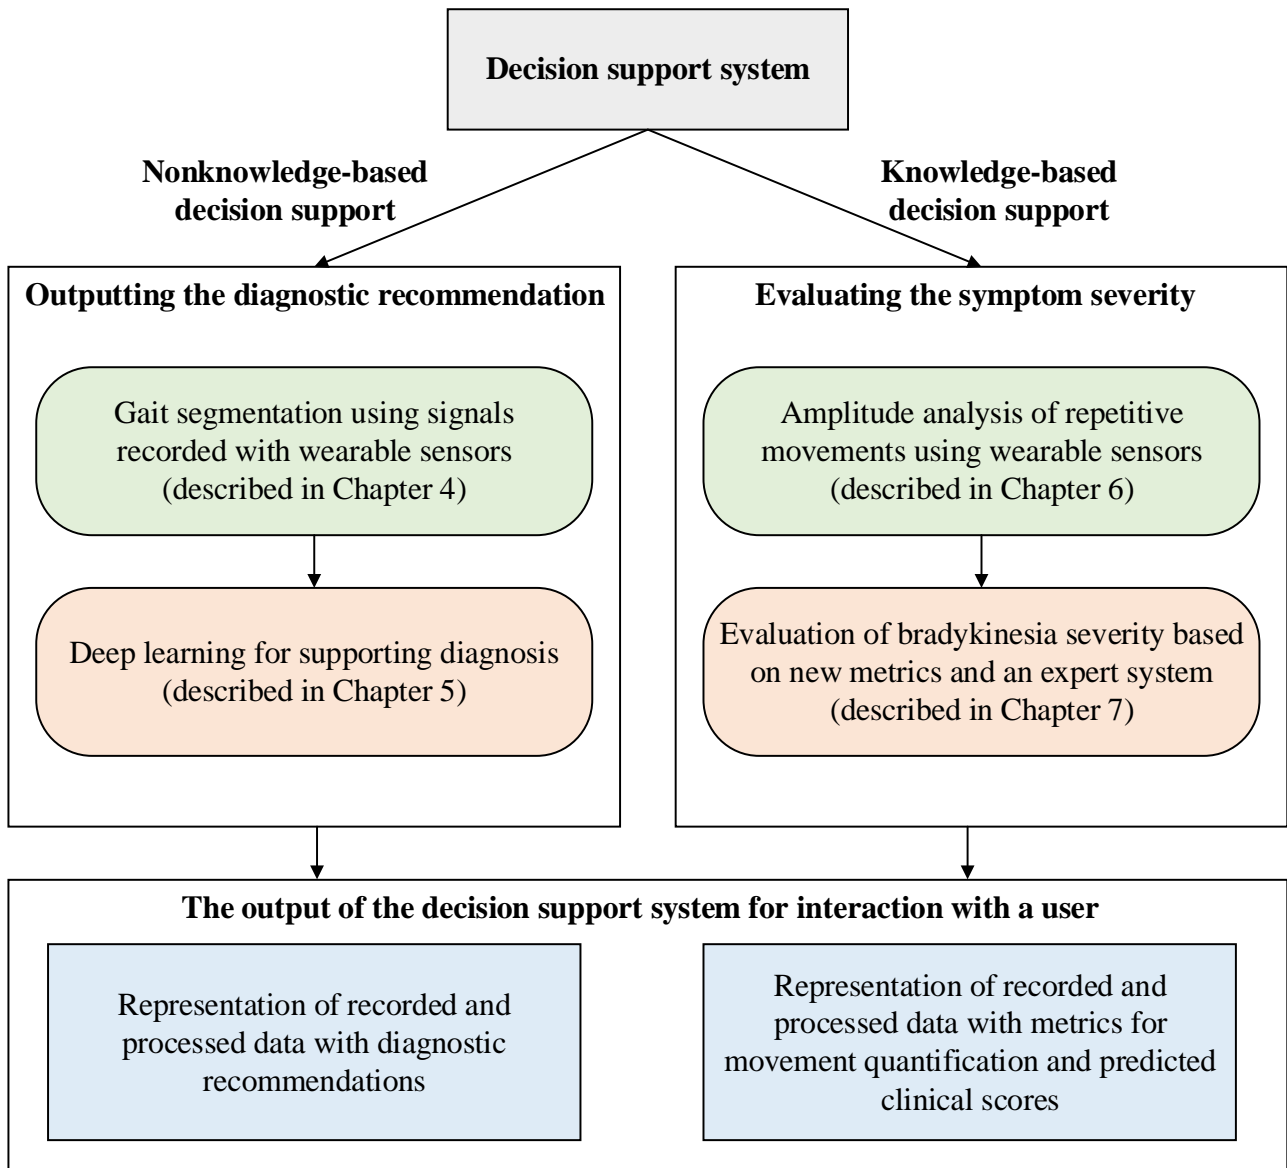 Decision support system
Nonknowledge-based
decision support
Knowledge-based
decision support
Outputting the diagnostic recommendation
Gait segmentation using signals
recorded with wearable sensors
(described in Chapter 4)
Deep learning for supporting diagnosis
(described in Chapter 5)
Evaluating the symptom severity
Amplitude analysis of repetitive
movements using wearable sensors
(described in Chapter 6)
Evaluation of bradykinesia severity based
on new metrics and an expert system
(described in Chapter 7)
The output of the decision support system for interaction with a user
Representation of recorded and
processed data with diagnostic
recommendations
Representation of recorded and
processed data with metrics for
movement quantification and predicted
clinical scores